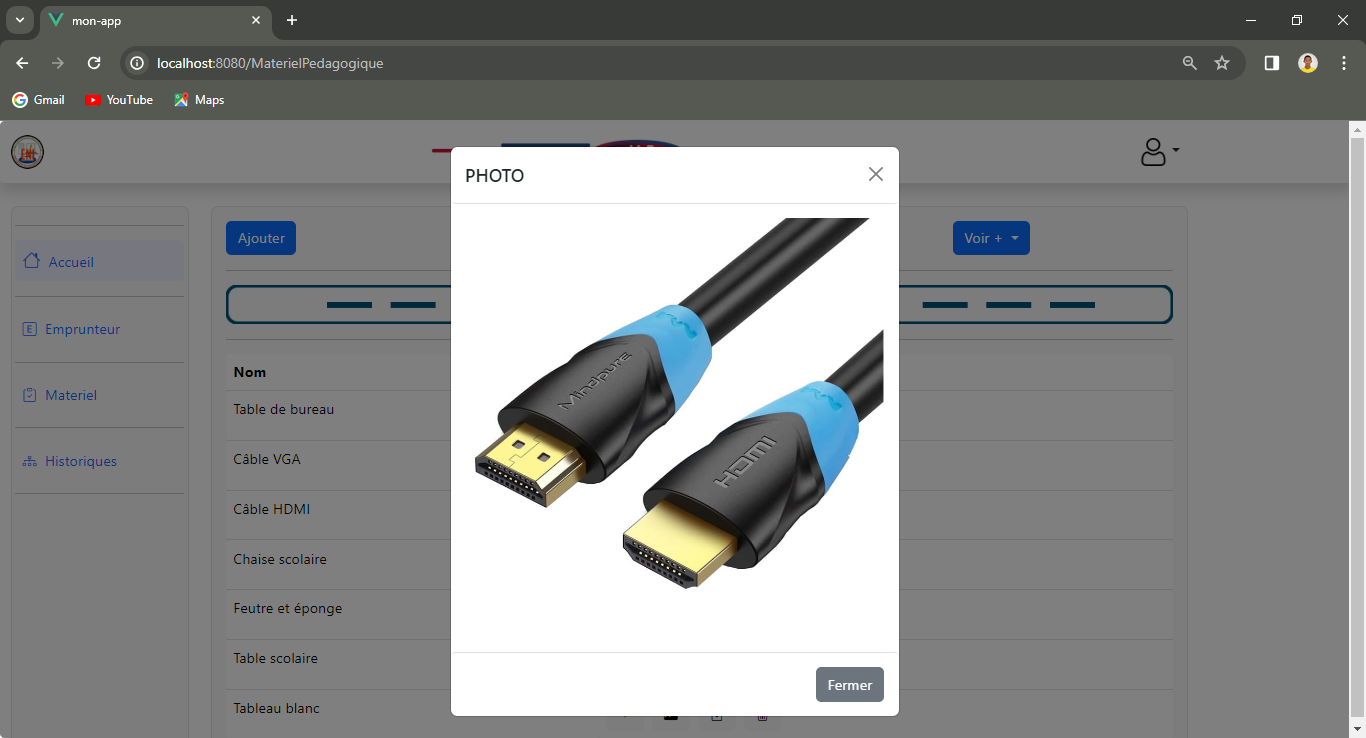 mon-app
localhost:8080/MaterielPedagogique
Gmail
YouTube
Maps
PHOTO
Ajouter
Voir +
Accueil
Emprunteur
Materiel
Historiques
Nom
Table de bureau
Câble VGA
Câble HDMI
Chaise scolaire
Feutre et éponge
Table scolaire
Tableau blanc
Mindpure
HDMI
Fermer